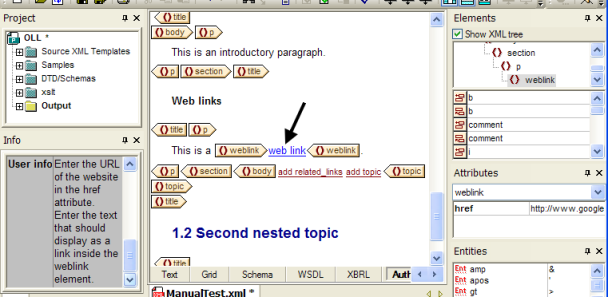 Project
OLL *
Source XML Templates
Samples
DTD/Schemas
xslt
Output
Info
User info
Enter the URL
of the website
in the href
attribute.
Enter the text
that should
display as a
link inside the
weblink
element.
title
body p
This is an introductory paragraph.
p section title
Web links
title p
This is a weblink web link weblink .
p section body add related_links add topic topic
topic
title
1.2 Second nested topic
title
Text Grid Schema WSDL XBRL Auth
ManualTest.xml *
Elements
Show XML tree
section
p
weblink
b
b
comment
comment
i
Attributes
weblink
href http://www.google
Entities
Ent amp &
Ent apos '
Ent gt >